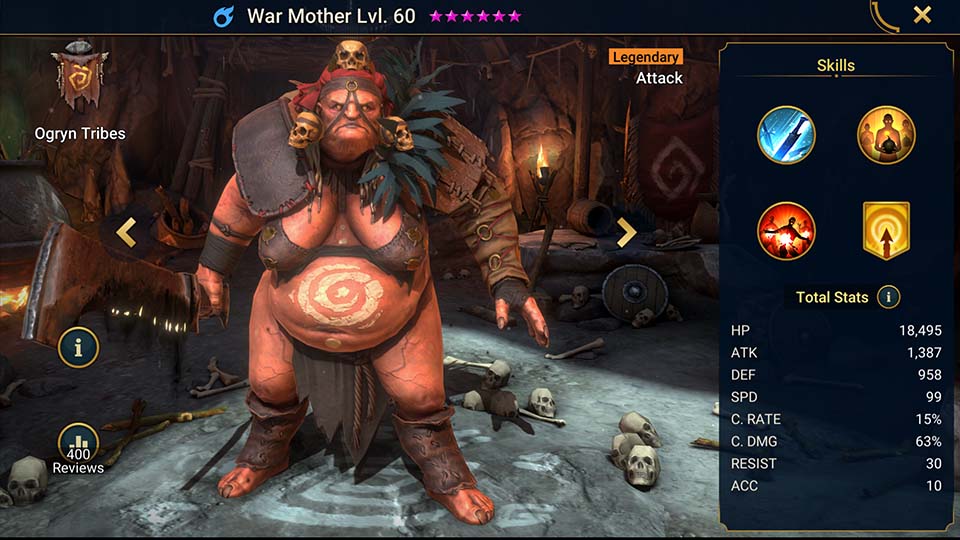 War Mother Lvl. 60
Ogryn Tribes
Legendary
Attack
400
Reviews
Skills
Total Stats
HP 18,495
ATK 1,387
DEF 958
SPD 99
C. RATE 15%
C. DMG 63%
RESIST 30
ACC 10